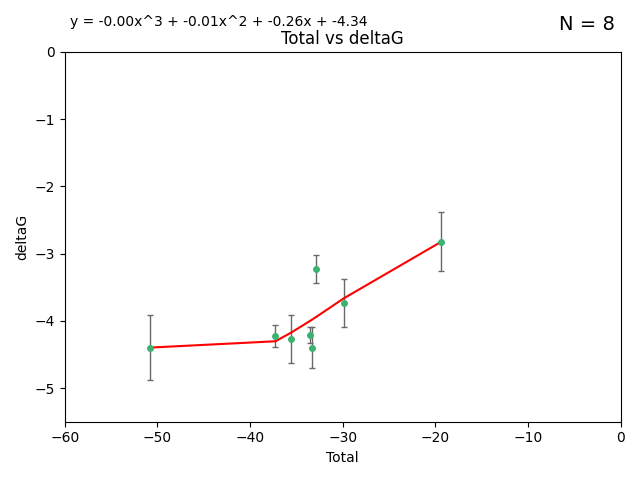 y = -0.00x^3 + -0.01x^2 + -0.26x + -4.34
N = 8
Total vs deltaG
0
−1
−2
−3
−4
−5
deltaG
−60 −50 −40 −30 −20 −10 0
Total